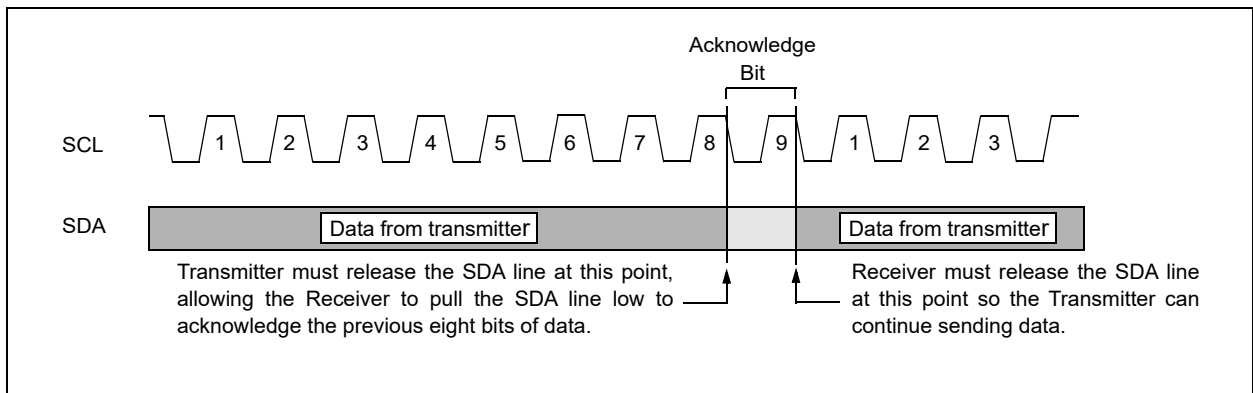 Acknowledge
Bit
SCL
1 2 3 4 5 6 7 8 9 1 2 3
SDA
Data from transmitter
Data from transmitter
Transmitter must release the SDA line at this point,
allowing the Receiver to pull the SDA line low to
acknowledge the previous eight bits of data.
Receiver must release the SDA line
at this point so the Transmitter can
continue sending data.